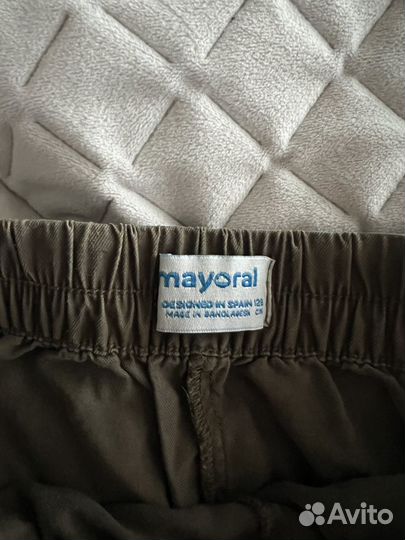 mayoral
DESIGNED IN SPAIN 128
MADE IN BANGLADESH CM
Avito